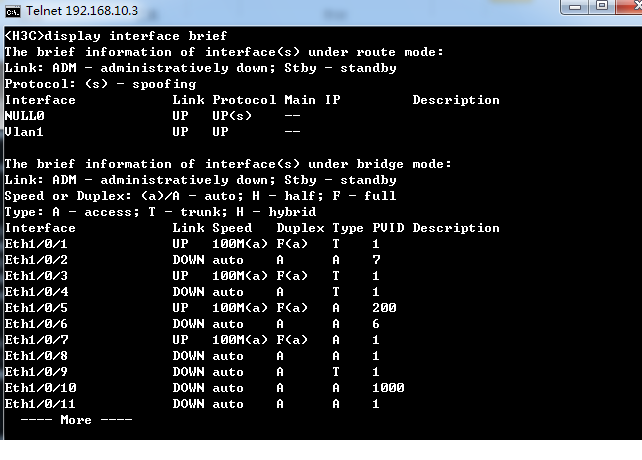 Telnet 192.168.10.3
<H3C>display interface brief
The brief information of interface(s) under route mode:
Link: ADM - administratively down; Stby - standby
Protocol: (s) - spoofing
Interface            Link Protocol Main IP         Description
NULL0                UP   UP(s)    --
Vlan1                UP   UP       --

The brief information of interface(s) under bridge mode:
Link: ADM - administratively down; Stby - standby
Speed or Duplex: (a)/A - auto; H - half; F - full
Type: A - access; T - trunk; H - hybrid
Interface            Link Speed   Duplex Type PVID Description
Eth1/0/1             UP   100M(a) F(a)   T    1
Eth1/0/2             DOWN auto    A      A    7
Eth1/0/3             UP   100M(a) F(a)   T    1
Eth1/0/4             DOWN auto    A      T    1
Eth1/0/5             UP   100M(a) F(a)   A    200
Eth1/0/6             DOWN auto    A      A    6
Eth1/0/7             UP   100M(a) F(a)   A    1
Eth1/0/8             DOWN auto    A      A    1
Eth1/0/9             DOWN auto    A      T    1
Eth1/0/10            DOWN auto    A      A    1000
Eth1/0/11            DOWN auto    A      A    1
  ---- More ----